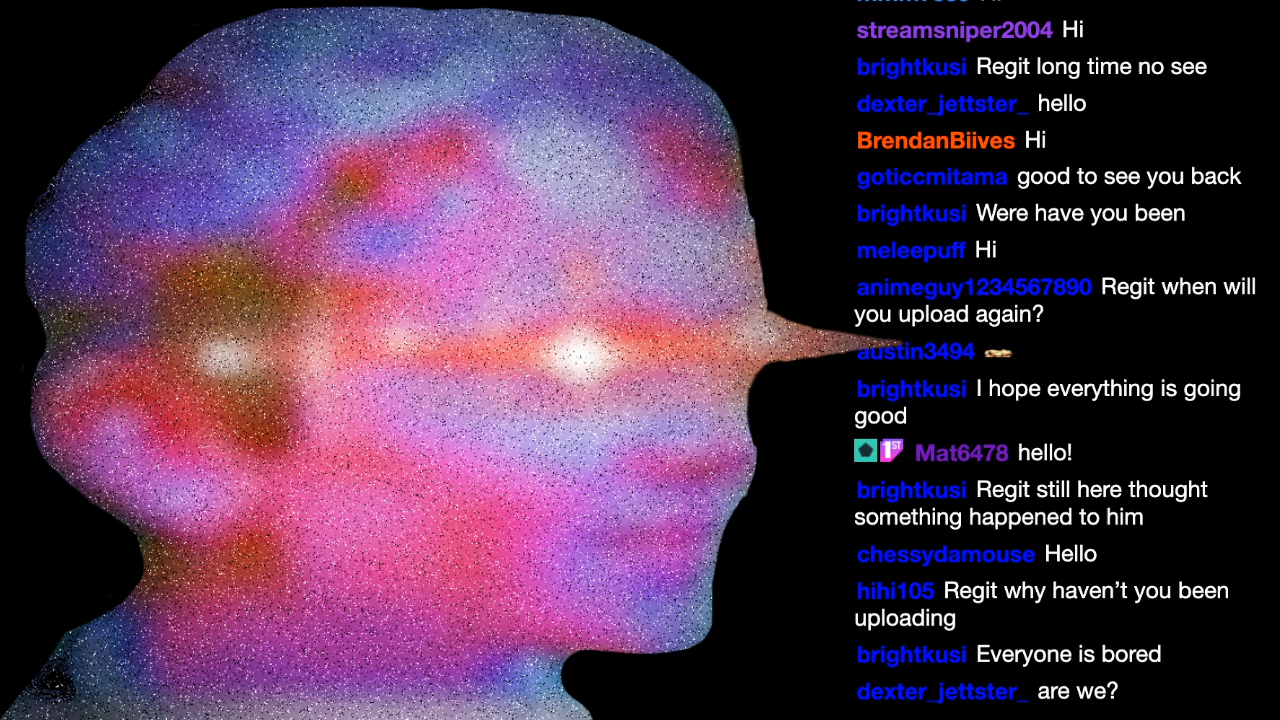 streamsniper2004 Hi
brightkusi Regit long time no see
dexter_jettster_ hello
BrendanBiives Hi
goticcmitama good to see you back
brightkusi Were have you been
meleepuff Hi
animeguy1234567890 Regit when will
you upload again?
austin3494
brightkusi I hope everything is going
good
1ST Mat6478 hello!
brightkusi Regit still here thought
something happened to him
chessydamouse Hello
hihi105 Regit why haven’t you been
uploading
brightkusi Everyone is bored
dexter_jettster_ are we?